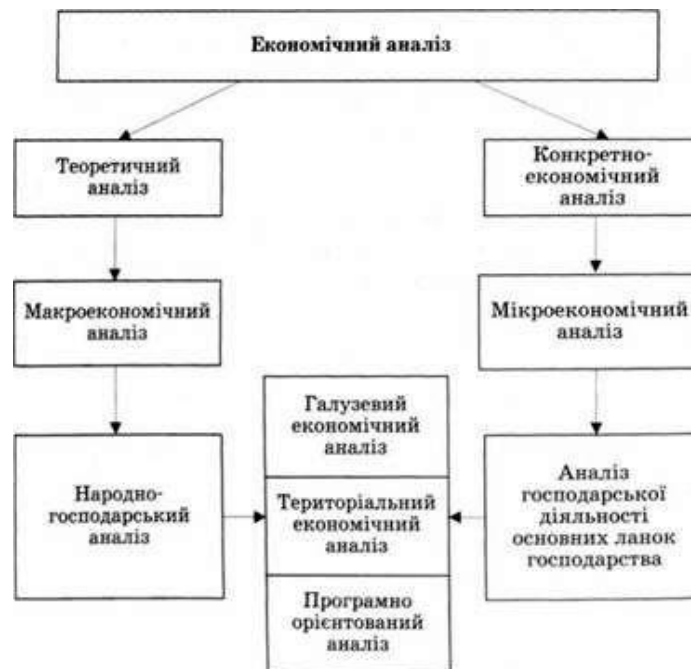 Економічний аналіз
Теоретичний
аналіз
Конкретно-
економічний
аналіз
Макроекономічний
аналіз
Мікроекономічний
аналіз
Народно-
господарський
аналіз
Галузевий
економічний
аналіз
Територіальний
економічний
аналіз
Програмно
орієнтований
аналіз
Аналіз
господарської
діяльності
основних ланок
господарства